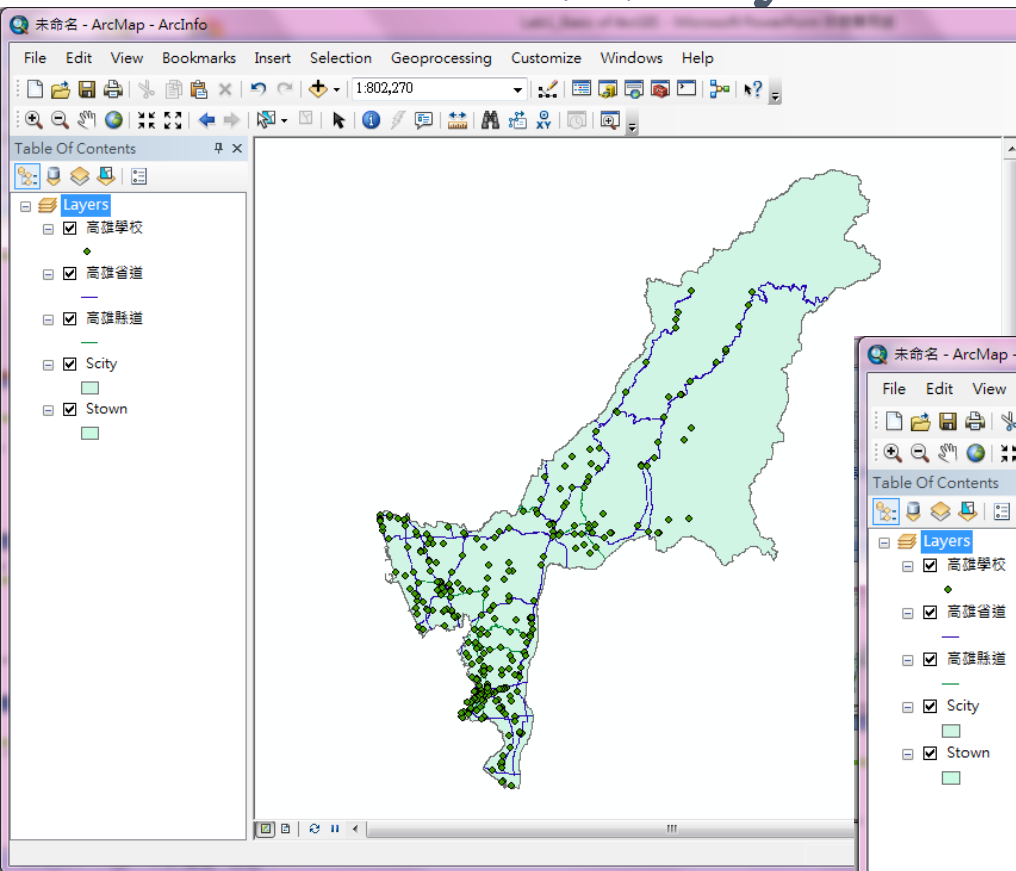 未命名 - ArcMap - ArcInfo
File Edit View Bookmarks Insert Selection Geoprocessing Customize Windows Help
1:802,270
Table Of Contents
Layers
高雄學校
高雄省道
高雄縣道
Scity
Stown
未命名 - ArcMap -
File Edit View
Table Of Contents
Layers
高雄學校
高雄省道
高雄縣道
Scity
Stown